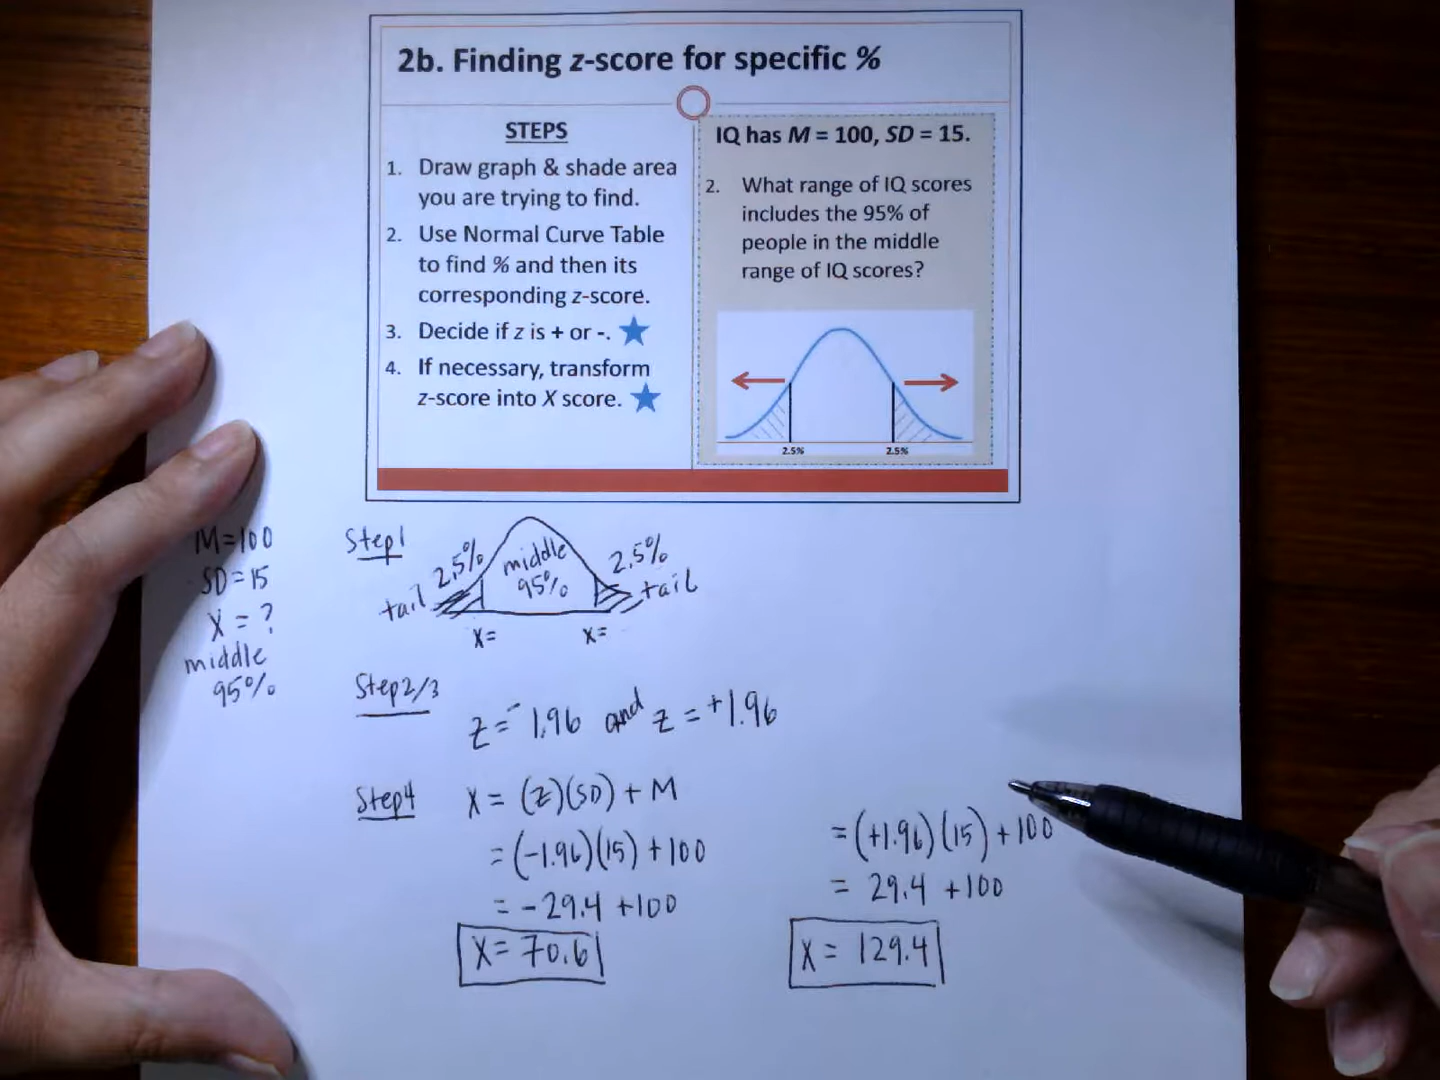 2b. Finding z-score for specific %
STEPS
1. Draw graph & shade area
you are trying to find.
2. Use Normal Curve Table
to find % and then its
corresponding z-score.
3. Decide if z is + or -.
4. If necessary, transform
z-score into X score.
IQ has M = 100, SD = 15.
2. What range of IQ scores
includes the 95% of
people in the middle
range of IQ scores?
2.5% 2.5%
M=100
SD=15
X = ?
middle
95%
Step1
tail 2.5% middle 95% 2.5% tail
X= X=
Step2/3
z = -1.96 and z = +1.96
Step4
X = (z)(SD) + M
= (-1.96)(15) + 100
= -29.4 +100
X = 70.6
= (+1.96)(15) + 100
= 29.4 +100
X = 129.4